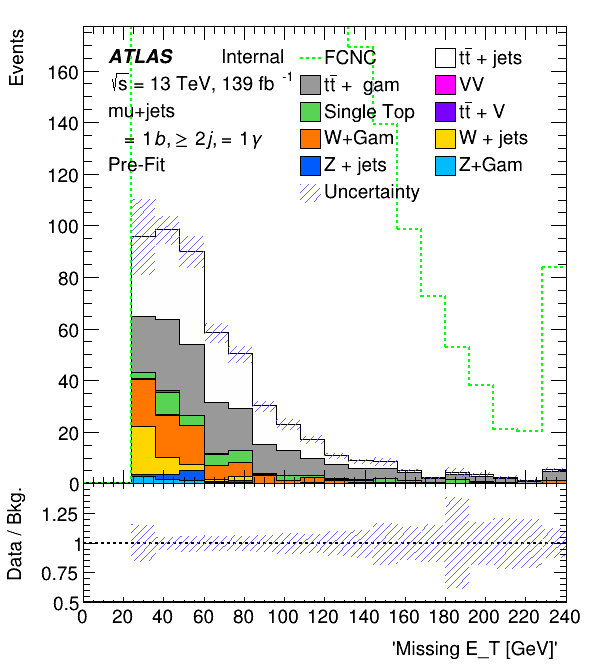 Events
ATLAS Internal
√s = 13 TeV, 139 fb⁻¹
mu+jets
= 1b, ≥ 2j, = 1γ
Pre-Fit
FCNC
tt̄ + jets
tt̄ + gam
VV
Single Top
tt̄ + V
W+Gam
W + jets
Z + jets
Z+Gam
Uncertainty
160
140
120
100
80
60
40
20
0
Data / Bkg.
1.25
1
0.75
0.5
0 20 40 60 80 100 120 140 160 180 200 220 240
'Missing E_T [GeV]'